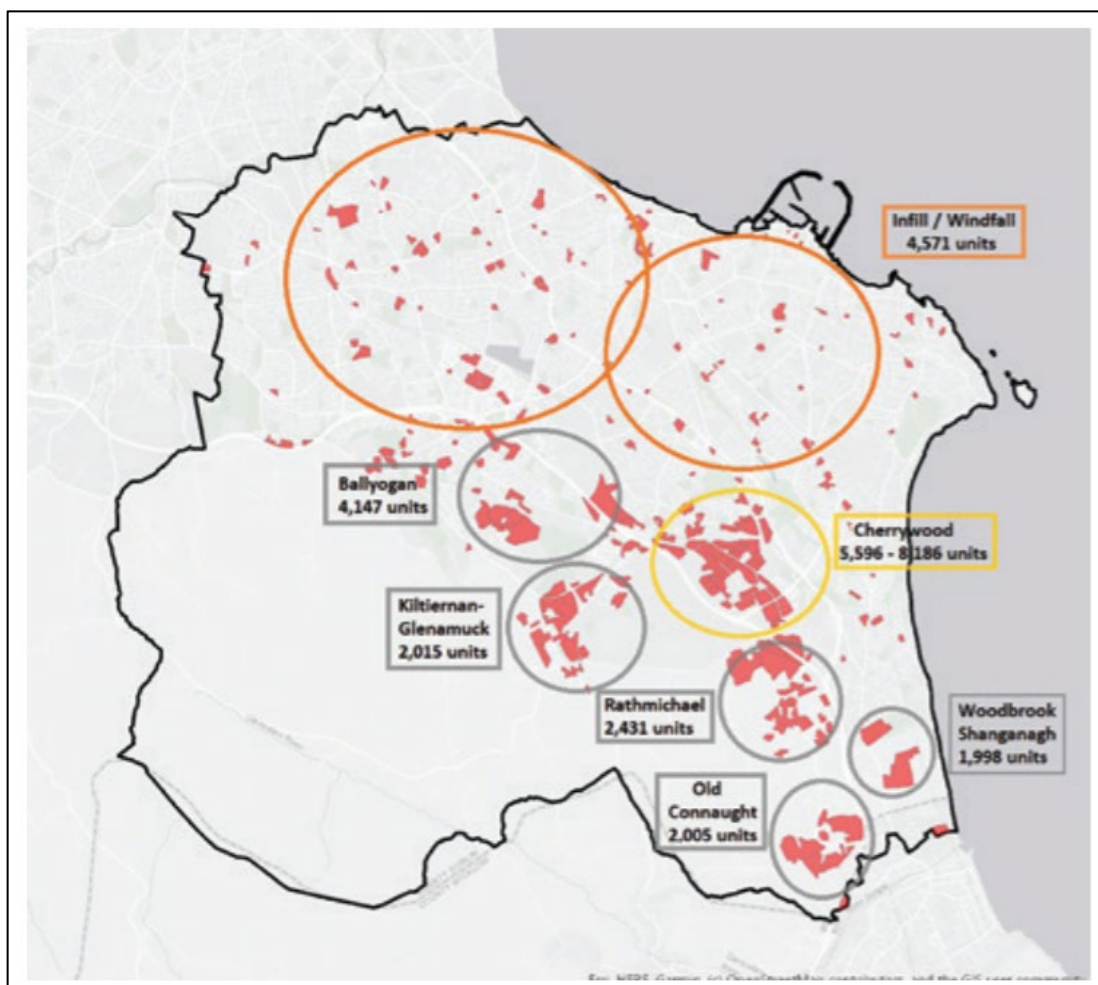 Infill / Windfall
4,571 units
Ballyogan
4,147 units
Cherrywood
5,596 - 8,186 units
Kiltiernan-
Glenamuck
2,015 units
Rathmichael
2,431 units
Woodbrook
Shanganagh
1,998 units
Old
Connaught
2,005 units